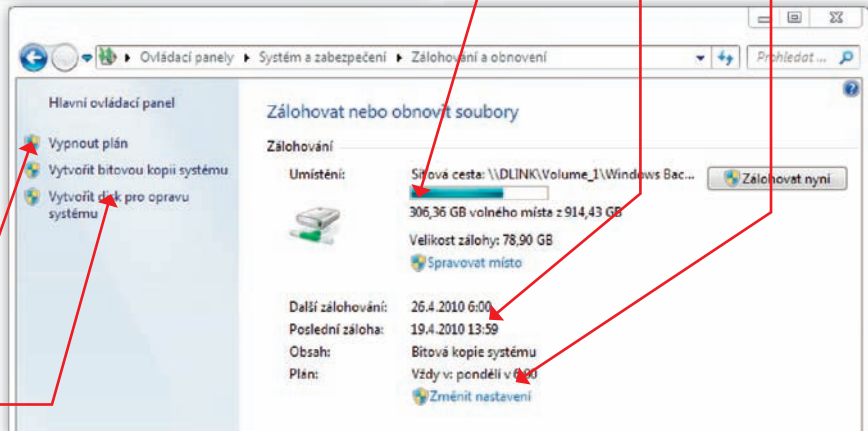 Ovládací panely ▸ Systém a zabezpečení ▸ Zálohování a obnovení
Prohledat ...
Hlavní ovládací panel
Vypnout plán
Vytvořit bitovou kopii systému
Vytvořit disk pro opravu
systému
Zálohovat nebo obnovit soubory
Zálohování
Umístění: Síťová cesta: \\DLINK\Volume_1\Windows Bac...
Zálohovat nyní
306,36 GB volného místa z 914,43 GB
Velikost zálohy: 78,90 GB
Spravovat místo
Další zálohování: 26.4.2010 6:00
Poslední záloha: 19.4.2010 13:59
Obsah: Bitová kopie systému
Plán: Vždy v: pondělí v 6:00
Změnit nastavení